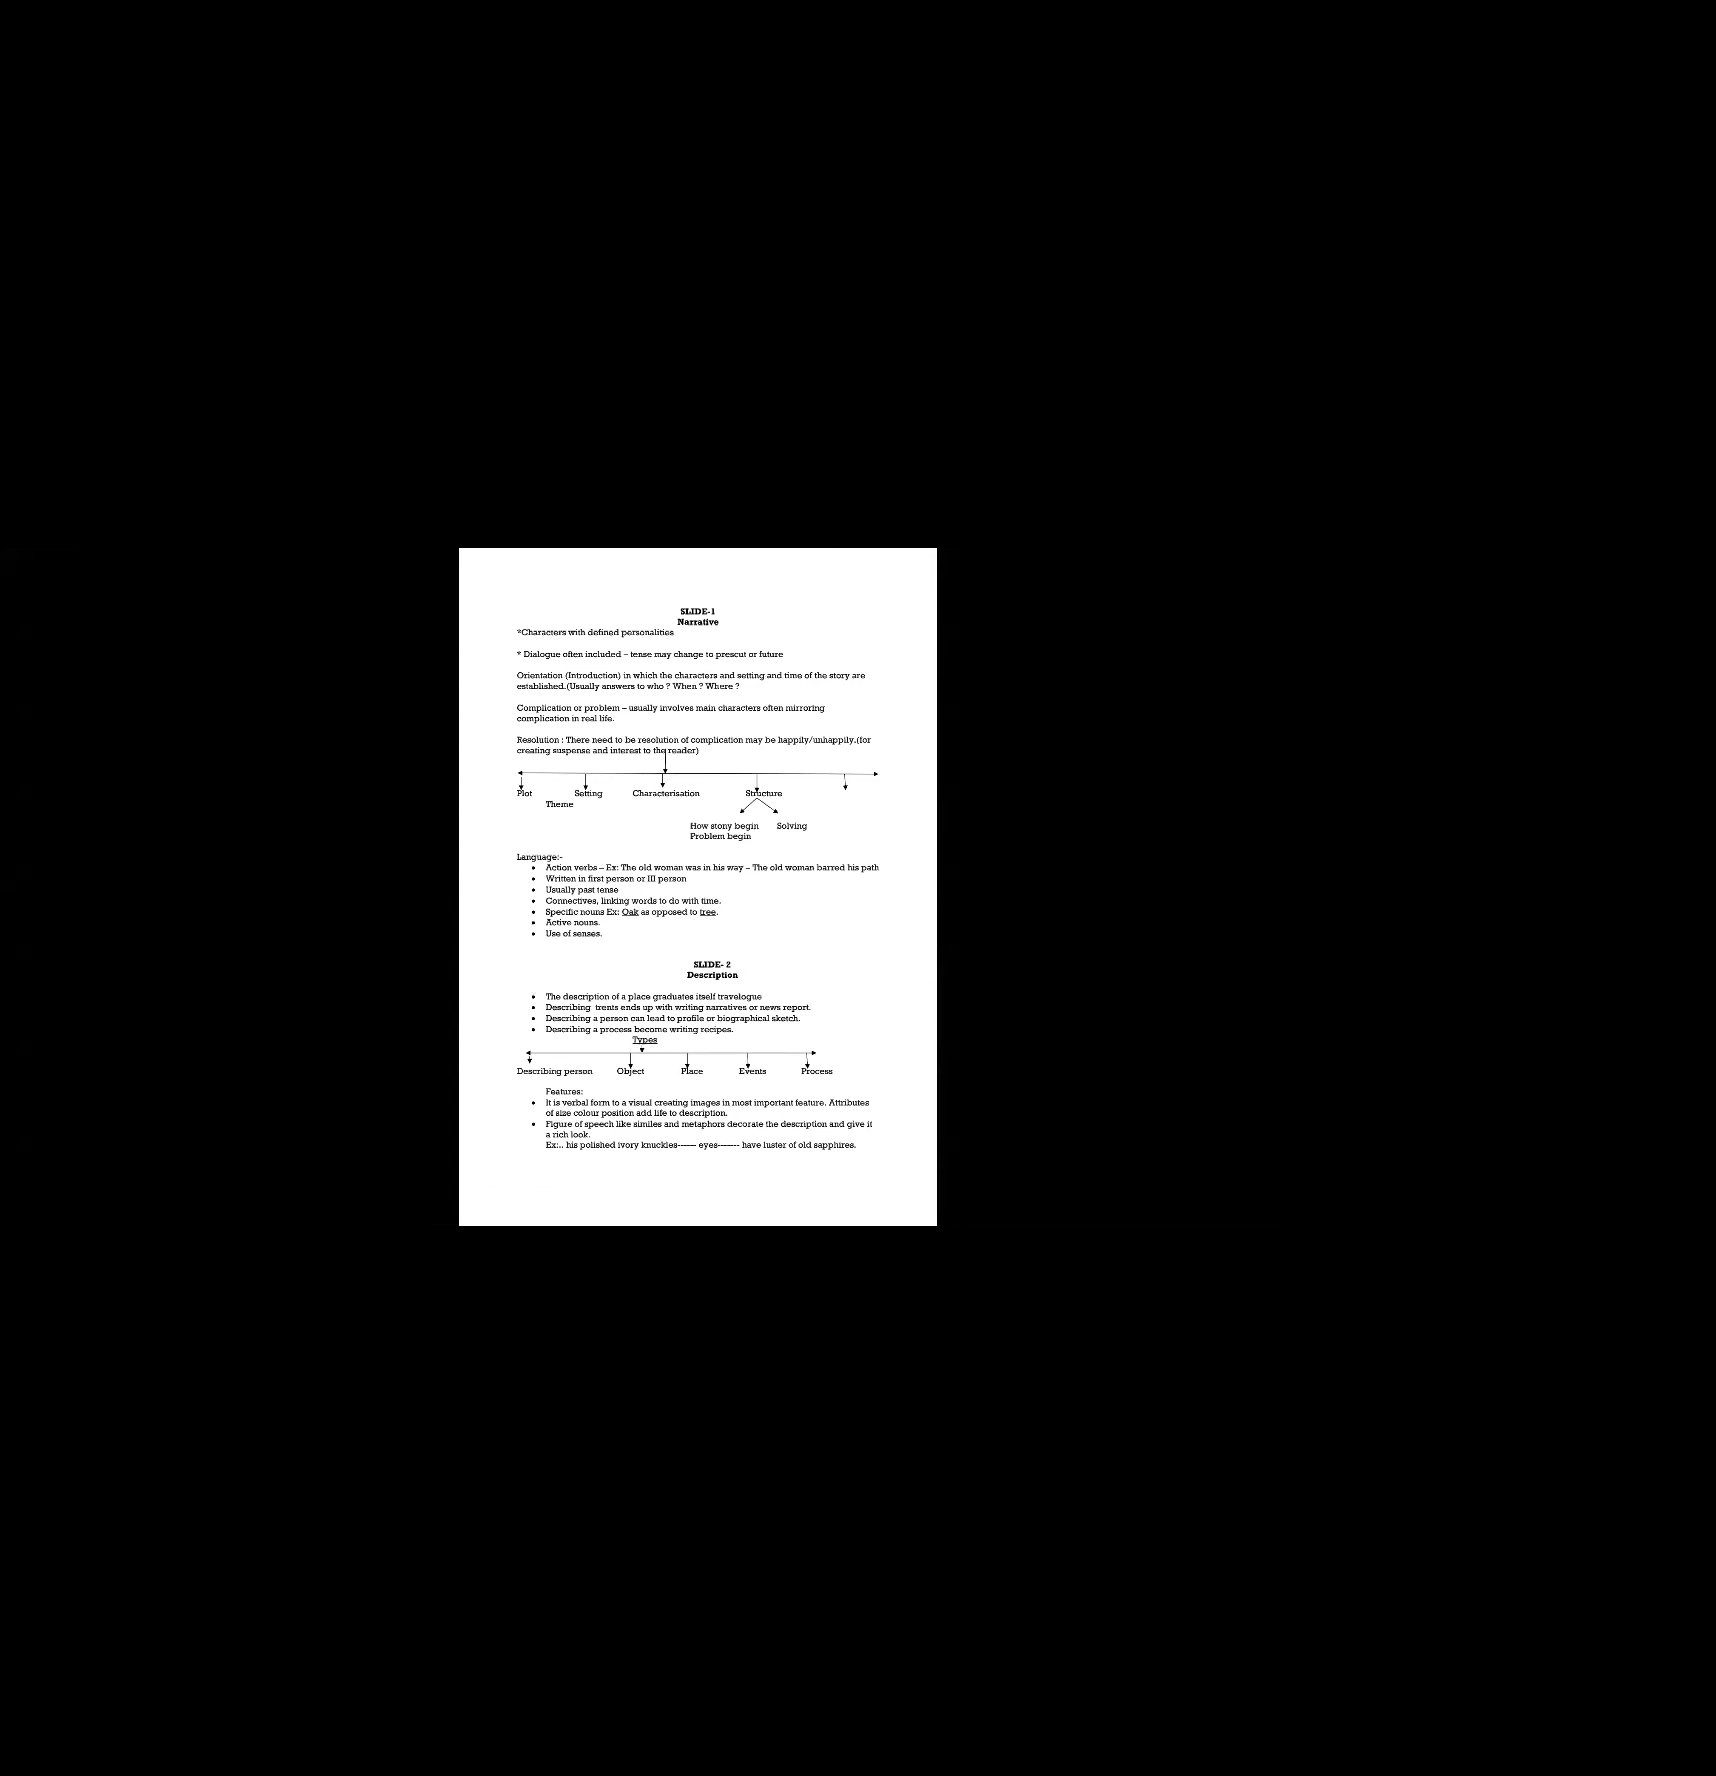 SLIDE-1
Narrative
*Characters with defined personalities
* Dialogue often included – tense may change to prescut or future
Orientation (Introduction) in which the characters and setting and time of the story are
established.(Usually answers to who ? When ? Where ?
Complication or problem – usually involves main characters often mirroring
complication in real life.
Resolution : There need to be resolution of complication may be happily/unhappily.(for
creating suspense and interest to the reader)
Plot Setting Characterisation Structure
Theme
How stony begin Solving
Problem begin
Language:-
• Action verbs – Ex: The old woman was in his way – The old woman barred his path
• Written in first person or III person
• Usually past tense
• Connectives, linking words to do with time.
• Specific nouns Ex: Oak as opposed to tree.
• Active nouns.
• Use of senses.
SLIDE- 2
Description
• The description of a place graduates itself travelogue
• Describing trents ends up with writing narratives or news report.
• Describing a person can lead to profile or biographical sketch.
• Describing a process become writing recipes.
Types
Describing person Object Place Events Process
Features:
• It is verbal form to a visual creating images in most important feature. Attributes
of size colour position add life to description.
• Figure of speech like similes and metaphors decorate the description and give it
a rich look.
Ex:.. his polished ivory knuckles------ eyes------- have luster of old sapphires.